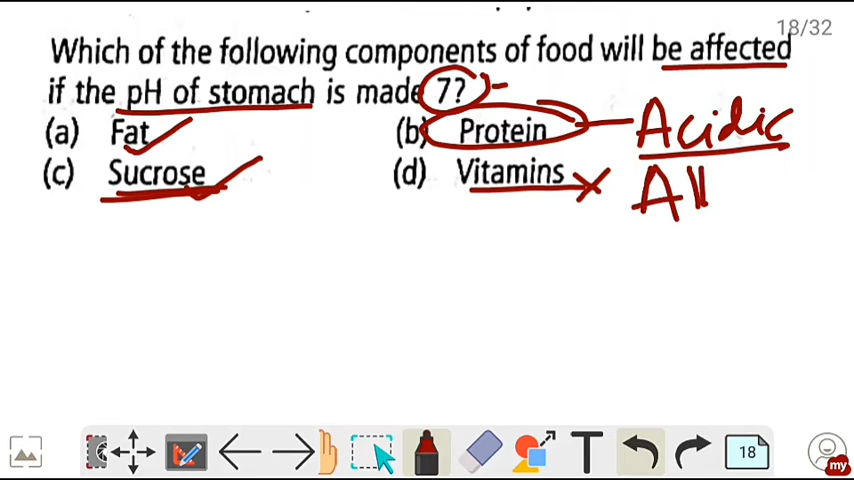 18/32
Which of the following components of food will be affected
if the pH of stomach is made 7?
(a) Fat (b) Protein Acidic
(c) Sucrose (d) Vitamins All
T 18
my